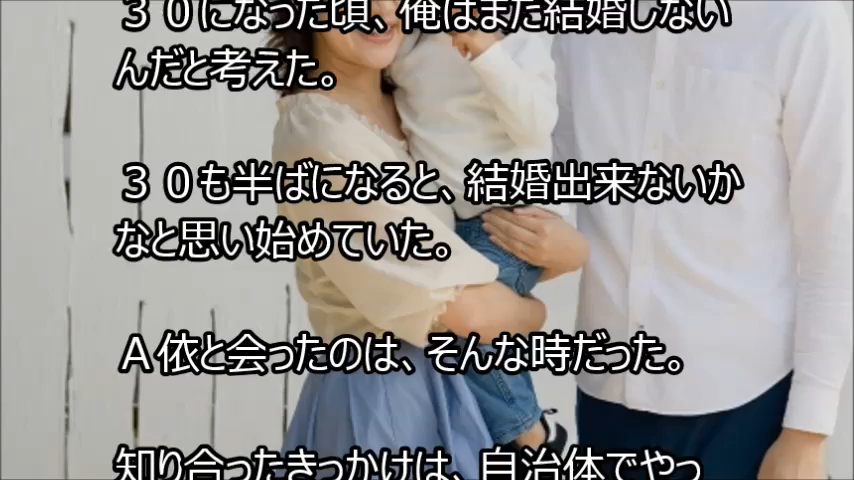 ３０になった頃、俺はまだ結婚しない
んだと考えた。
３０も半ばになると、結婚出来ないか
なと思い始めていた。
Ａ依と会ったのは、そんな時だった。
知り合ったきっかけは、自治体でやっ